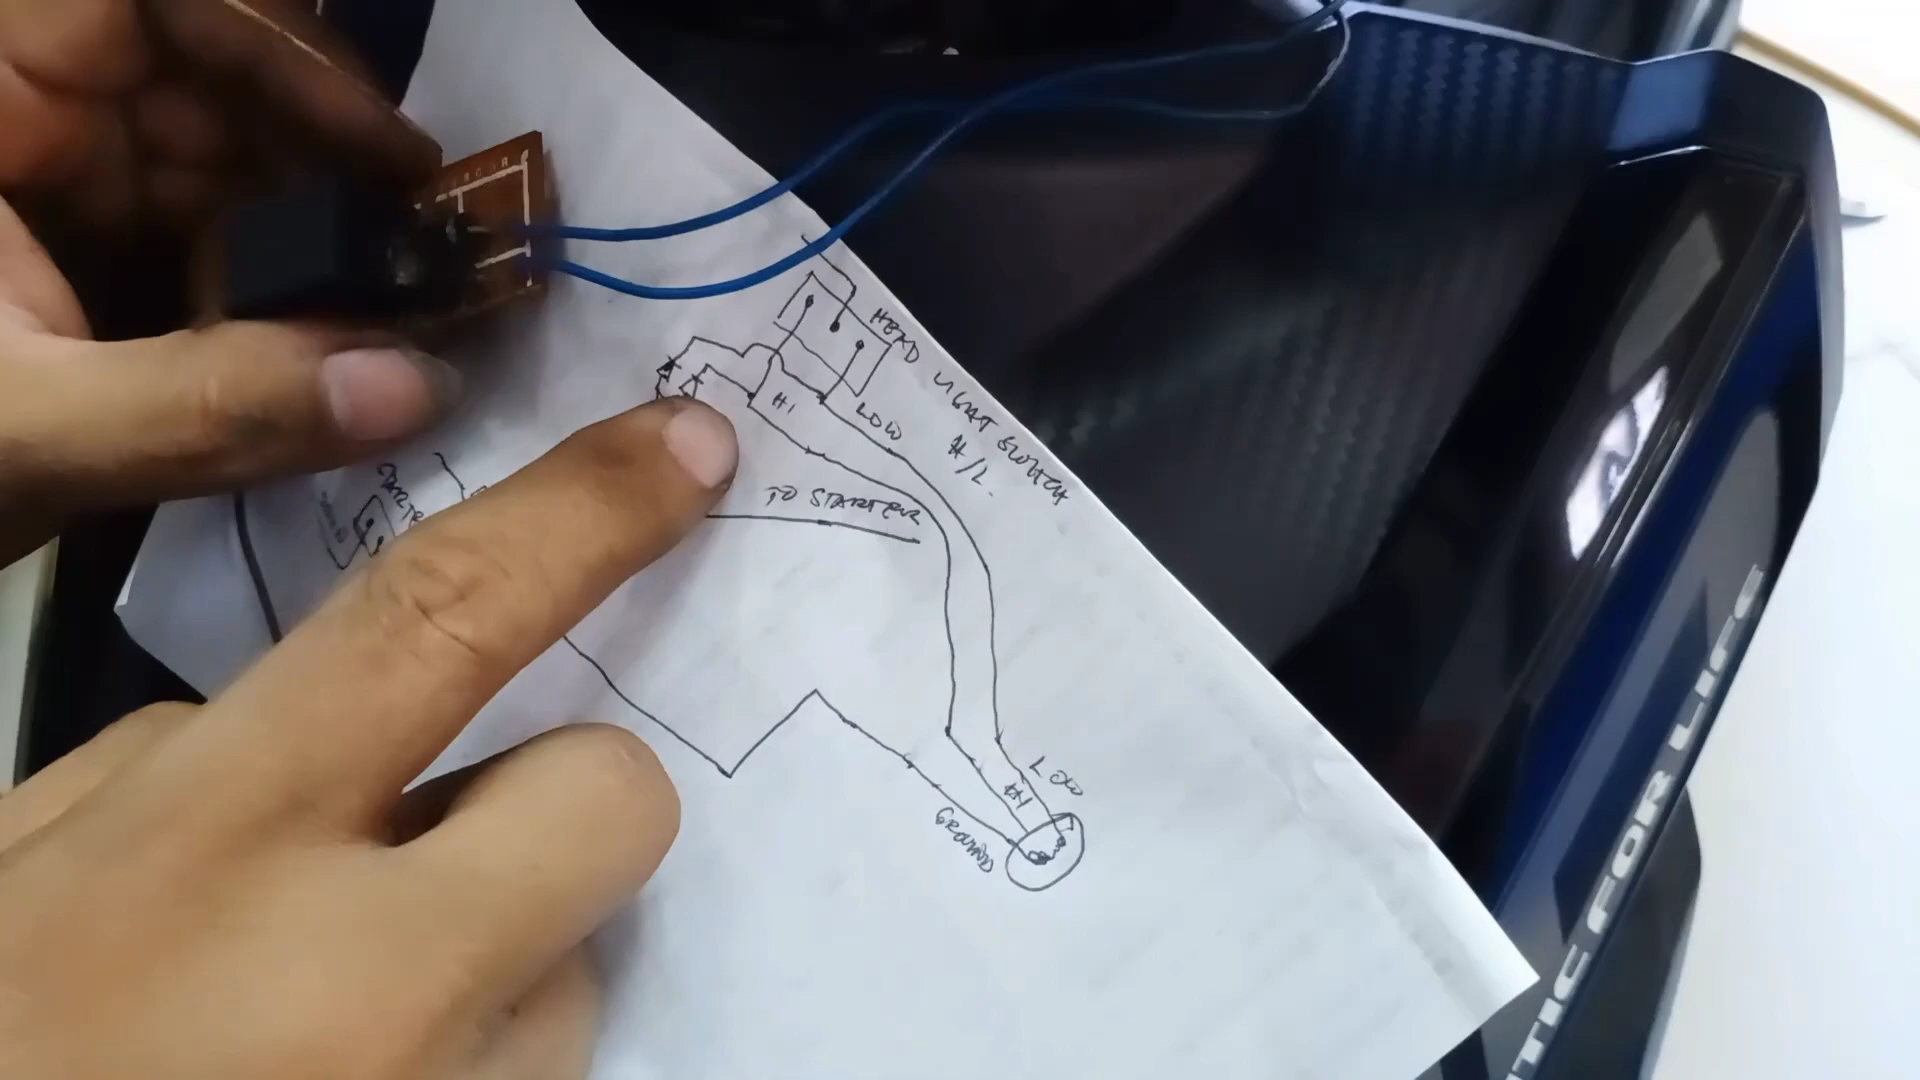 HEAD LIGHT SWITCH
H/L.
HI
LOW
TO STARTER
LOW
HI
GROUND
TIC FOR LIFE